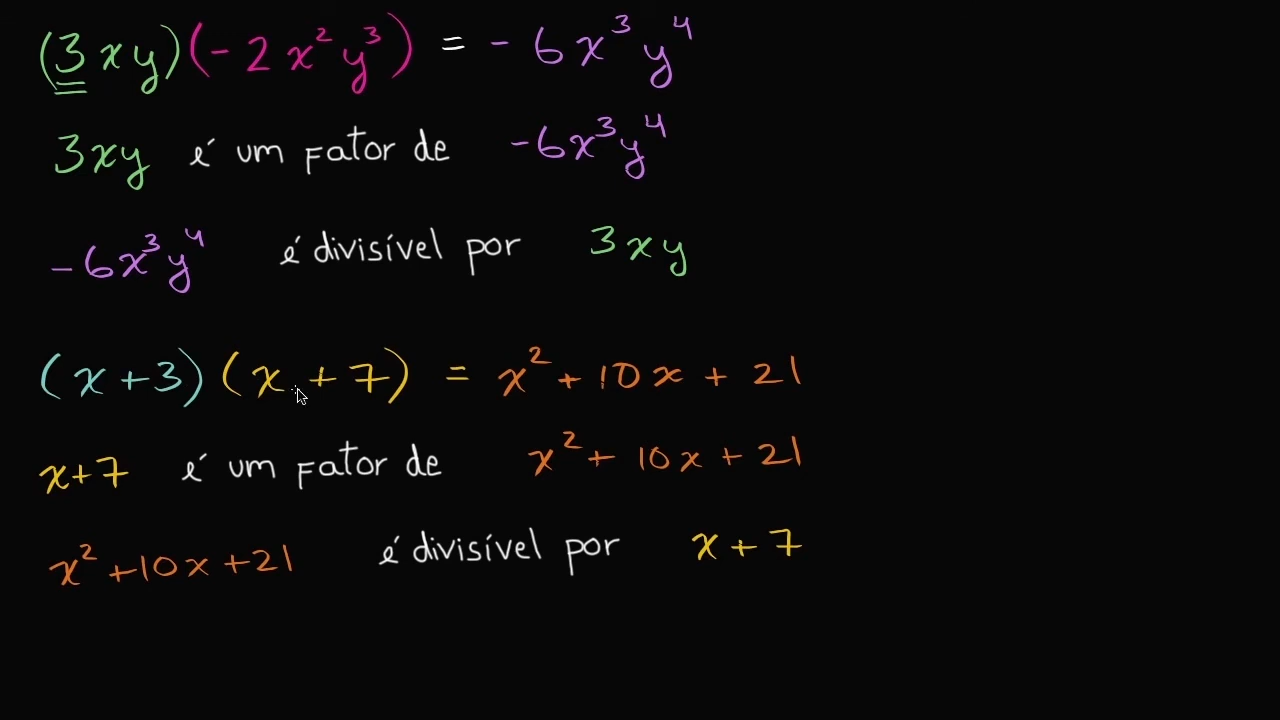 (3xy)(-2x²y³) = -6x³y⁴
3xy é um fator de -6x³y⁴
-6x³y⁴ é divisível por 3xy
(x+3)(x+7) = x²+10x+21
x+7 é um fator de x²+10x+21
x²+10x+21 é divisível por x+7